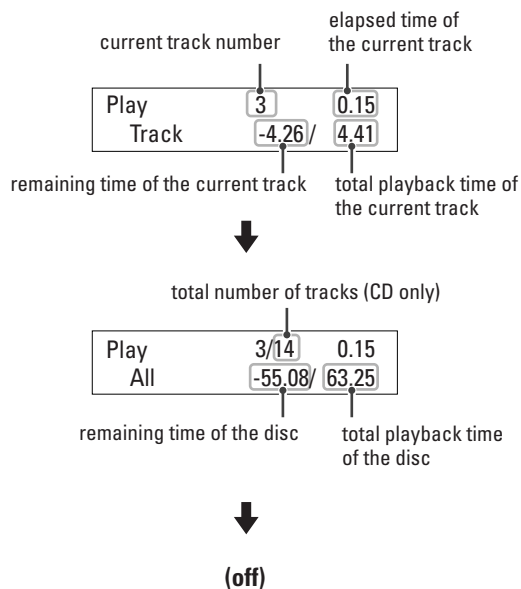 current track number
elapsed time of
the current track
Play 3 0.15
Track -4.26/ 4.41
remaining time of the current track
total playback time of
the current track
total number of tracks (CD only)
Play 3/14 0.15
All -55.08/ 63.25
remaining time of the disc
total playback time
of the disc
(off)